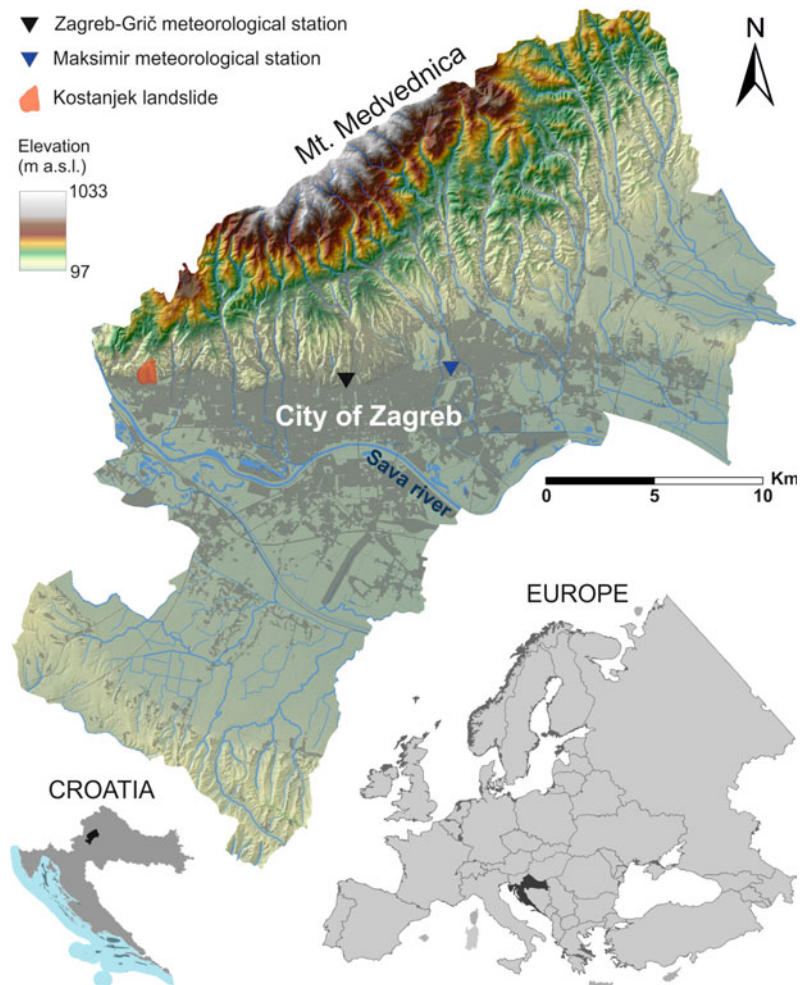 Zagreb-Grič meteorological station
Maksimir meteorological station
Kostanjek landslide
Elevation
(m a.s.l.)
1033
97
Mt. Medvednica
N
City of Zagreb
Sava river
Km
0 5 10
EUROPE
CROATIA